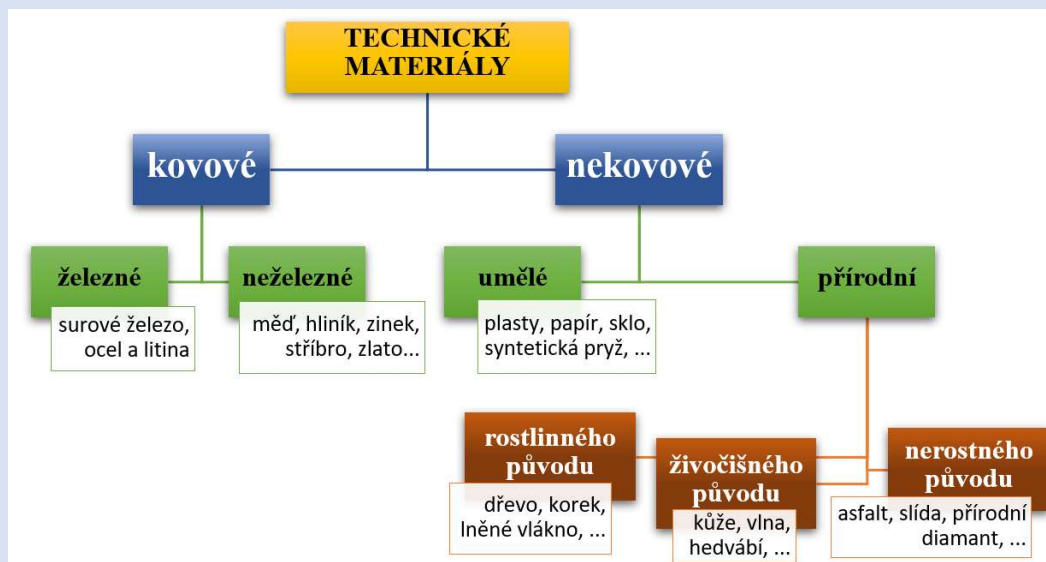 TECHNICKÉ
MATERIÁLY
kovové
nekovové
železné
surové železo,
ocel a litina
neželezné
měď, hliník, zinek,
stříbro, zlato...
umělé
plasty, papír, sklo,
syntetická pryž, ...
přírodní
rostlinného
původu
dřevo, korek,
lněné vlákno, ...
živočišného
původu
kůže, vlna,
hedvábí, ...
nerostného
původu
asfalt, slída, přírodní
diamant, ...